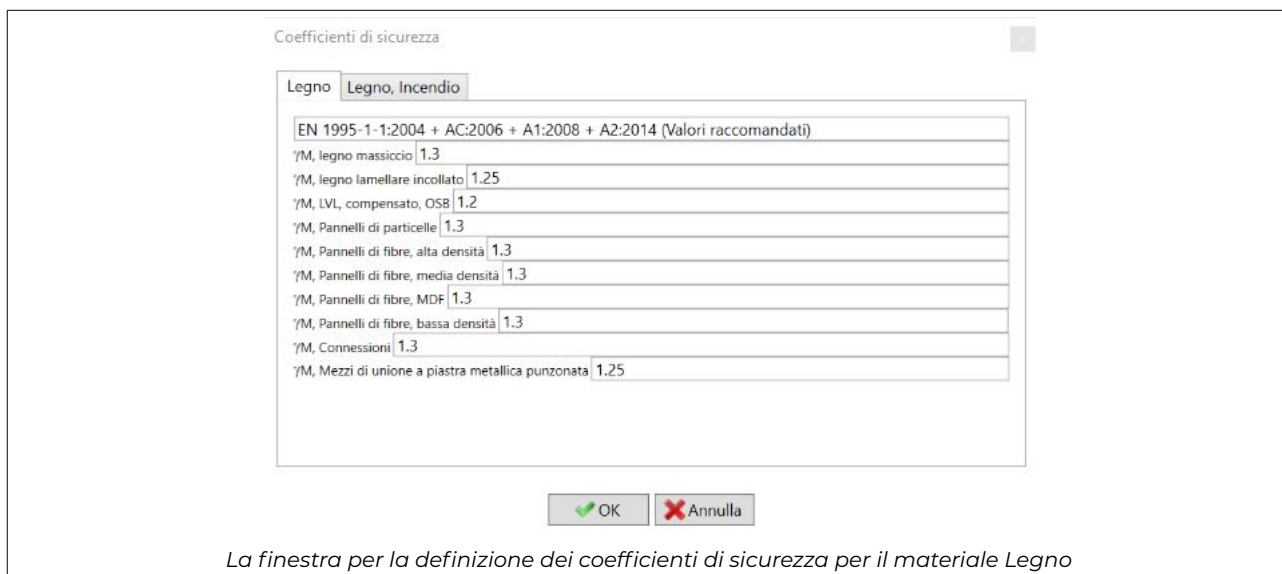 Coefficienti di sicurezza
Legno Legno, Incendio
EN 1995-1-1:2004 + AC:2006 + A1:2008 + A2:2014 (Valori raccomandati)
γM, legno massiccio 1.3
γM, legno lamellare incollato 1.25
γM, LVL, compensato, OSB 1.2
γM, Pannelli di particelle 1.3
γM, Pannelli di fibre, alta densità 1.3
γM, Pannelli di fibre, media densità 1.3
γM, Pannelli di fibre, MDF 1.3
γM, Pannelli di fibre, bassa densità 1.3
γM, Connessioni 1.3
γM, Mezzi di unione a piastra metallica punzonata 1.25
OK Annulla
La finestra per la definizione dei coefficienti di sicurezza per il materiale Legno